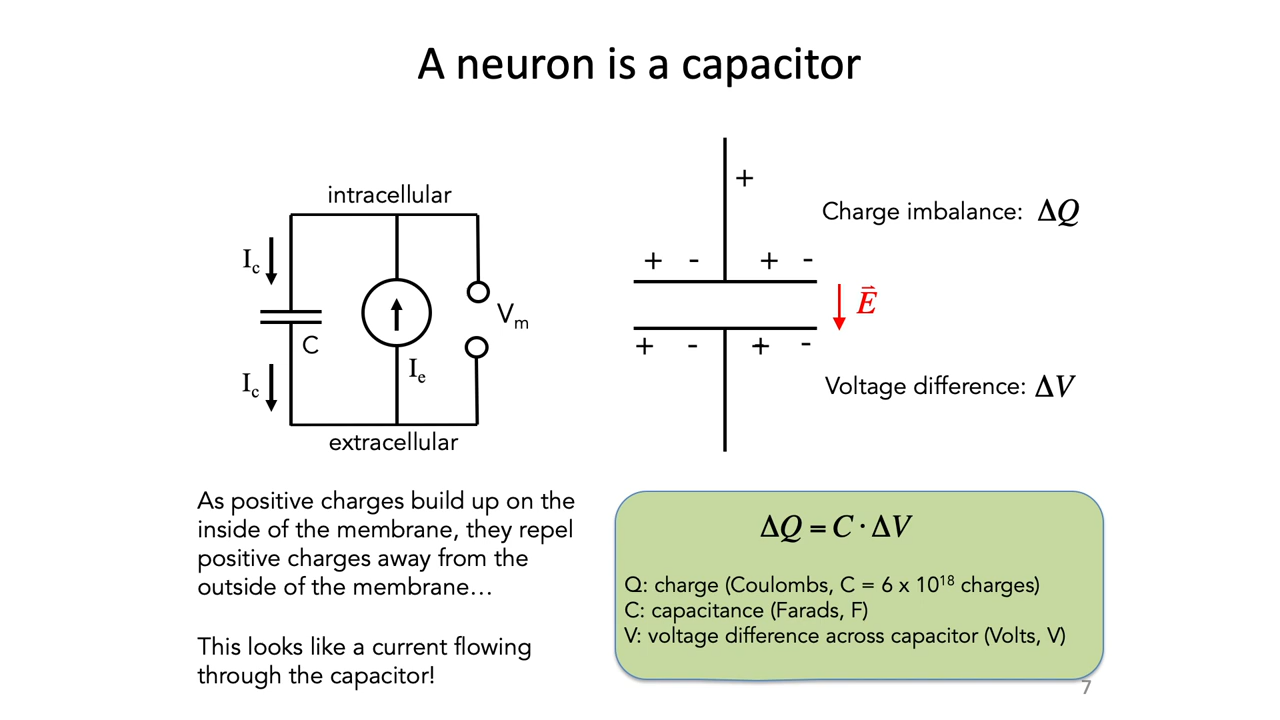 A neuron is a capacitor
intracellular
I_c
C
I_c
I_e
V_m
extracellular
+
+ - + -
+ - + -
Charge imbalance: ΔQ
E⃗
Voltage difference: ΔV
As positive charges build up on the
inside of the membrane, they repel
positive charges away from the
outside of the membrane…
This looks like a current flowing
through the capacitor!
ΔQ = C · ΔV
Q: charge (Coulombs, C = 6 x 10¹⁸ charges)
C: capacitance (Farads, F)
V: voltage difference across capacitor (Volts, V)
7